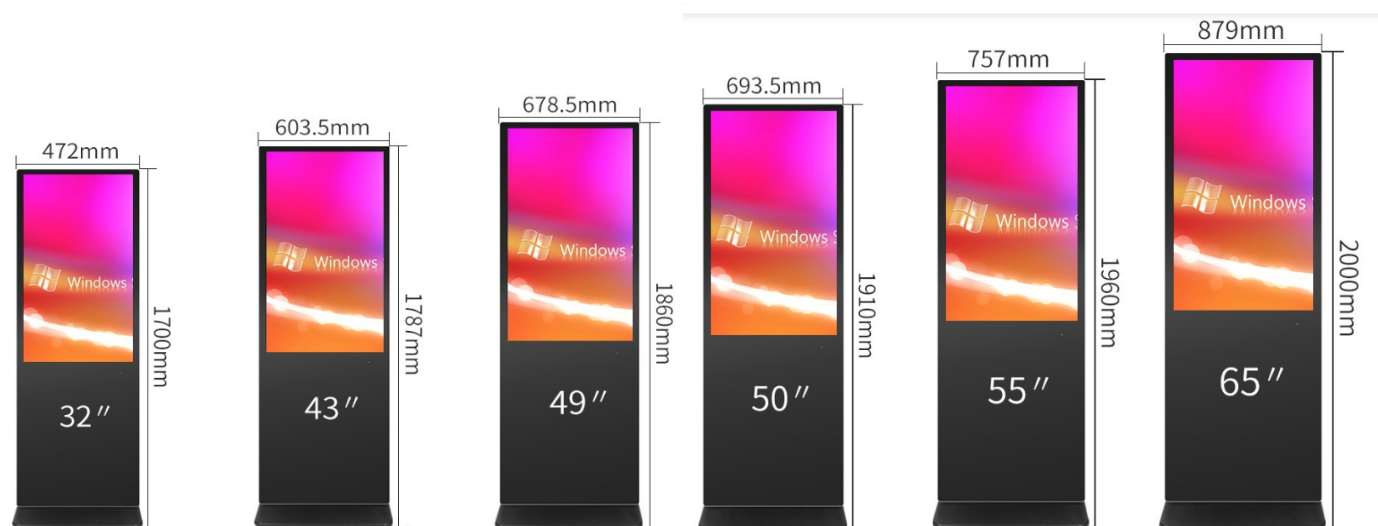 472mm
Windows S
32″
1700mm
603.5mm
Windows
43″
1787mm
678.5mm
Windows
49″
1860mm
693.5mm
Windows S
50″
1910mm
757mm
Windows S
55″
1960mm
879mm
Windows S
65″
2000mm